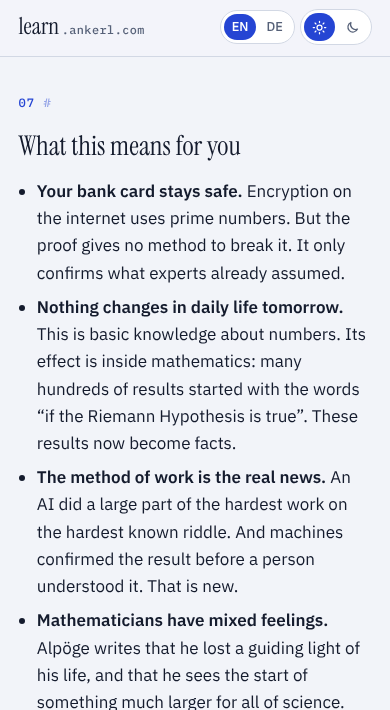 learn.ankerl.com EN DE
07 #
What this means for you
• Your bank card stays safe. Encryption on
the internet uses prime numbers. But the
proof gives no method to break it. It only
confirms what experts already assumed.
• Nothing changes in daily life tomorrow.
This is basic knowledge about numbers. Its
effect is inside mathematics: many
hundreds of results started with the words
“if the Riemann Hypothesis is true”. These
results now become facts.
• The method of work is the real news. An
AI did a large part of the hardest work on
the hardest known riddle. And machines
confirmed the result before a person
understood it. That is new.
• Mathematicians have mixed feelings.
Alpöge writes that he lost a guiding light of
his life, and that he sees the start of
something much larger for all of science.